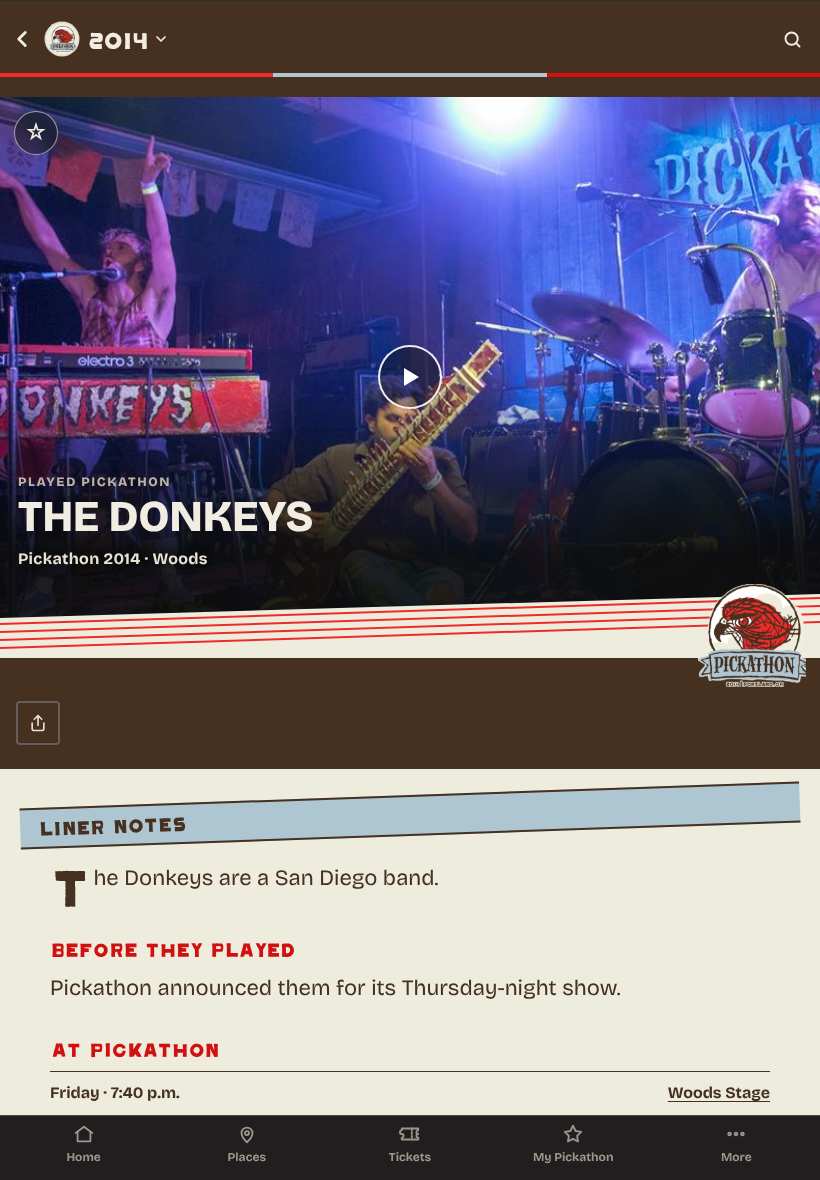 2014
PICKAT
electro 3
DONKEYS
PLAYED PICKATHON
THE DONKEYS
Pickathon 2014 · Woods
PICKATHON
LINER NOTES
The Donkeys are a San Diego band.
BEFORE THEY PLAYED
Pickathon announced them for its Thursday-night show.
AT PICKATHON
Friday · 7:40 p.m.
Woods Stage
Home
Places
Tickets
My Pickathon
More